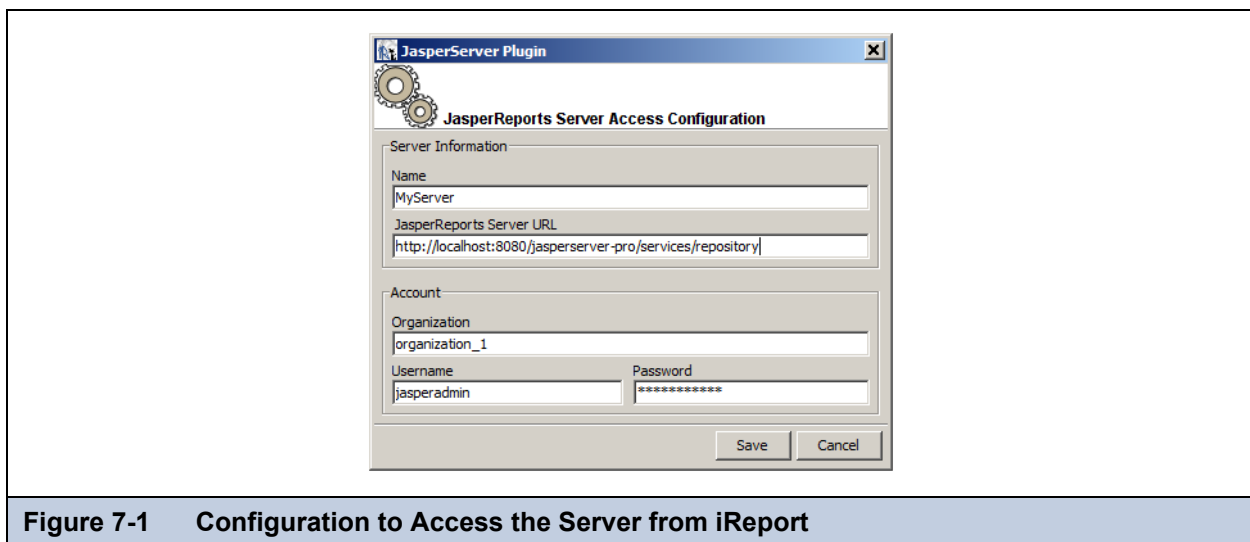 JasperServer Plugin
JasperReports Server Access Configuration
Server Information
Name
MyServer
JasperReports Server URL
http://localhost:8080/jasperserver-pro/services/repository
Account
Organization
organization_1
Username Password
jasperadmin ***********
Save Cancel
Figure 7-1 Configuration to Access the Server from iReport